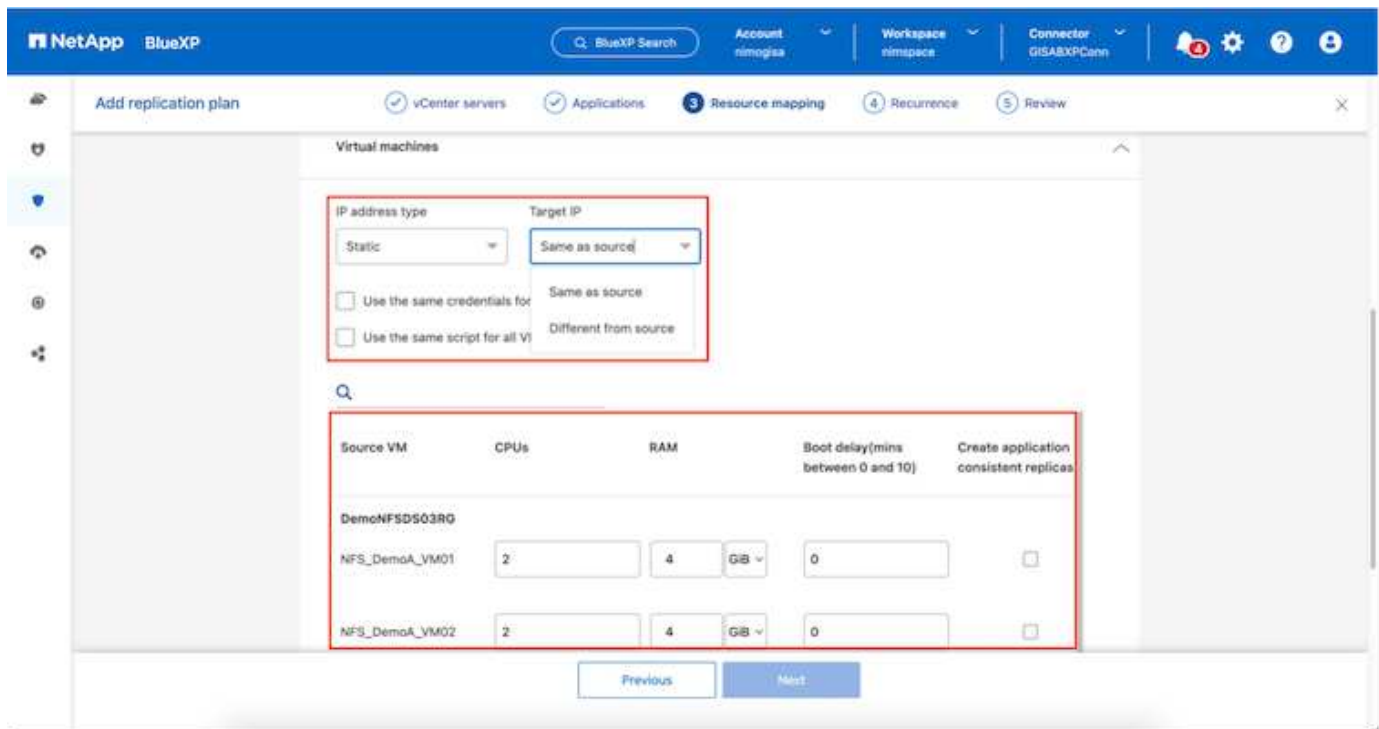 NetApp BlueXP
BlueXP Search
Account
nimogisa
Workspace
nimspace
Connector
GISABXPConn
4
Add replication plan
vCenter servers
Applications
3 Resource mapping
4 Recurrence
5 Review
Virtual machines
IP address type
Target IP
Static
Same as source
Use the same credentials for
Same as source
Use the same script for all V
Different from source
Source VM CPUs RAM Boot delay(mins between 0 and 10) Create application consistent replicas
DemoNFSDS03RG
NFS_DemoA_VM01 2 4 GiB 0
NFS_DemoA_VM02 2 4 GiB 0
Previous
Next